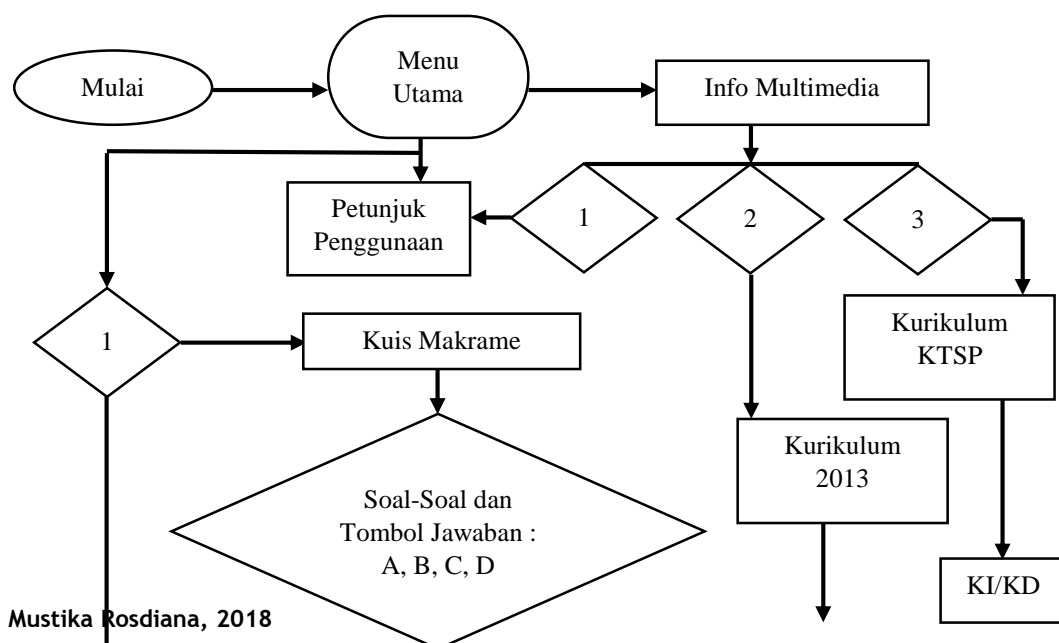 Mulai
Menu
Utama
Info Multimedia
Petunjuk
Penggunaan
1
2
3
1
Kuis Makrame
Kurikulum
KTSP
Kurikulum
2013
Soal-Soal dan
Tombol Jawaban :
A, B, C, D
KI/KD
Mustika Rosdiana, 2018